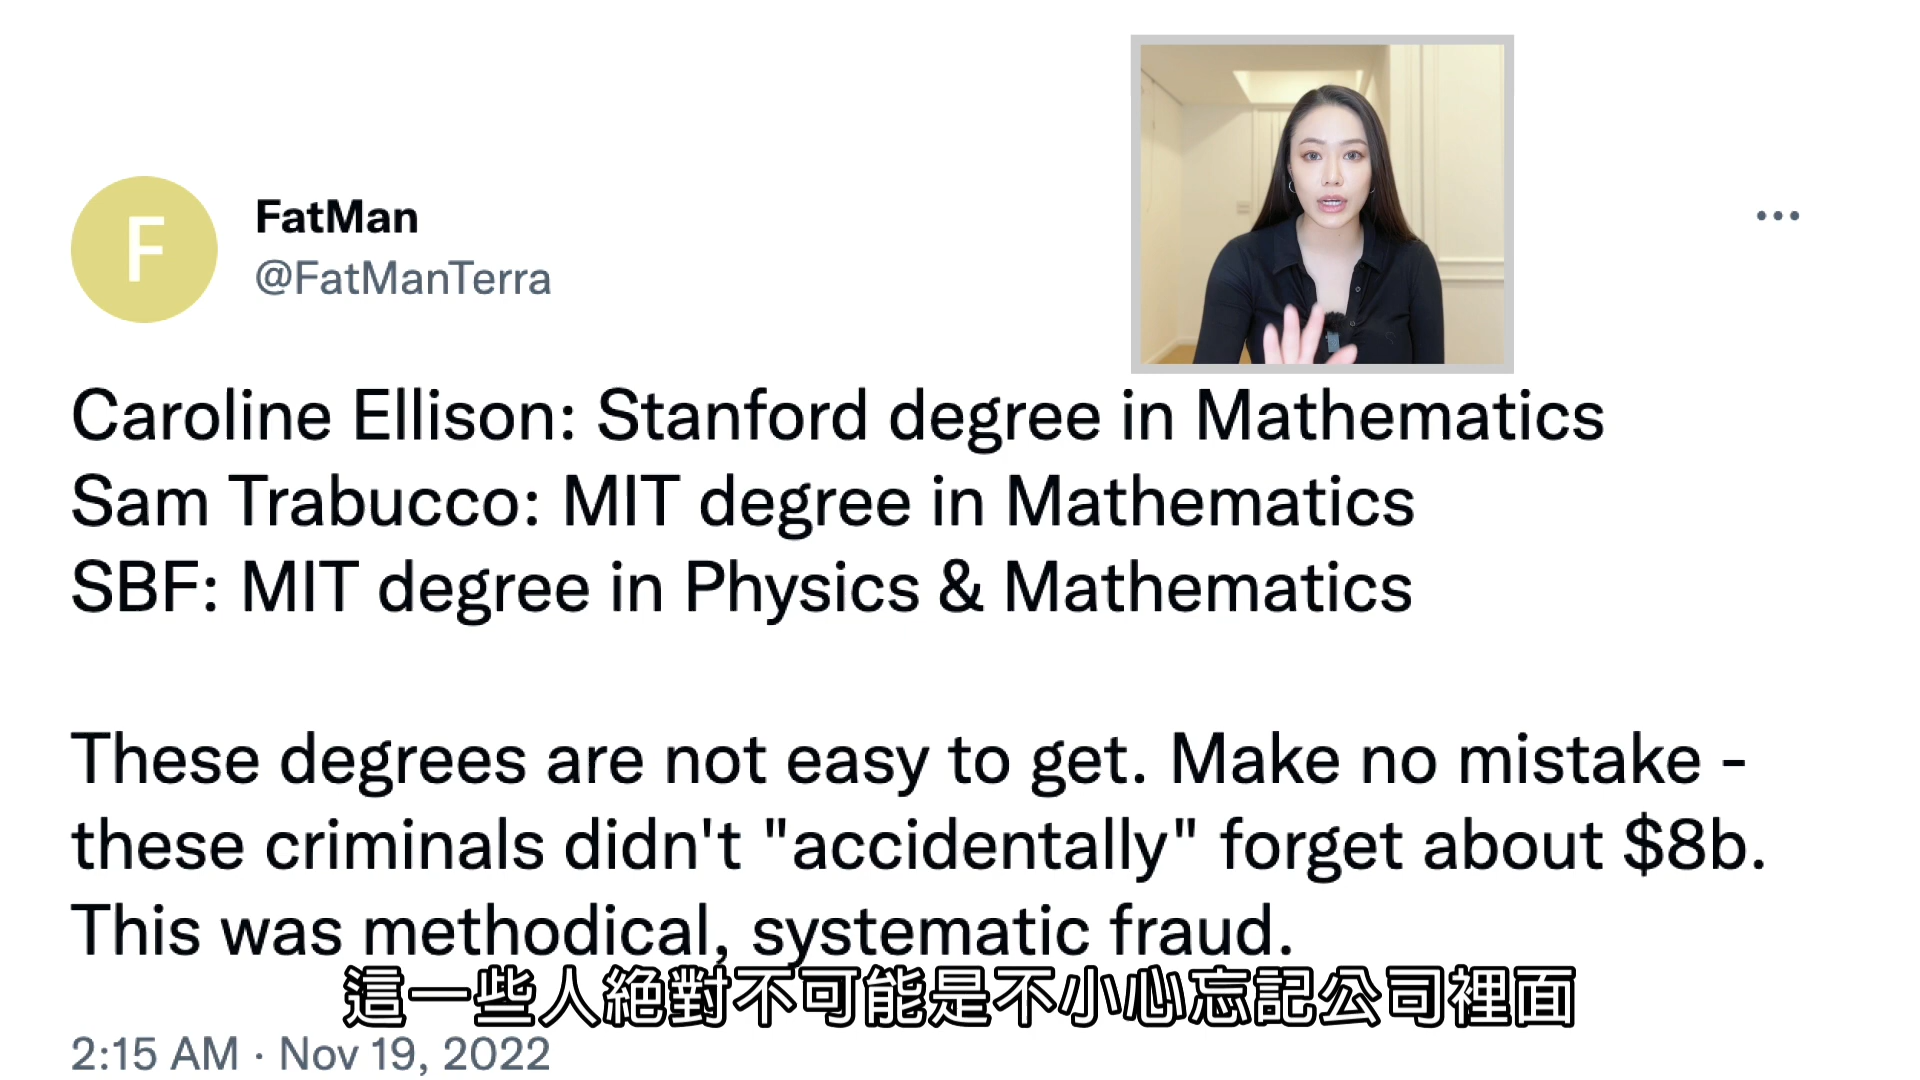 F
FatMan
@FatManTerra
Caroline Ellison: Stanford degree in Mathematics
Sam Trabucco: MIT degree in Mathematics
SBF: MIT degree in Physics & Mathematics
These degrees are not easy to get. Make no mistake -
these criminals didn't "accidentally" forget about $8b.
This was methodical, systematic fraud.
這一些人絕對不可能是不小心忘記公司裡面
2:15 AM · Nov 19, 2022